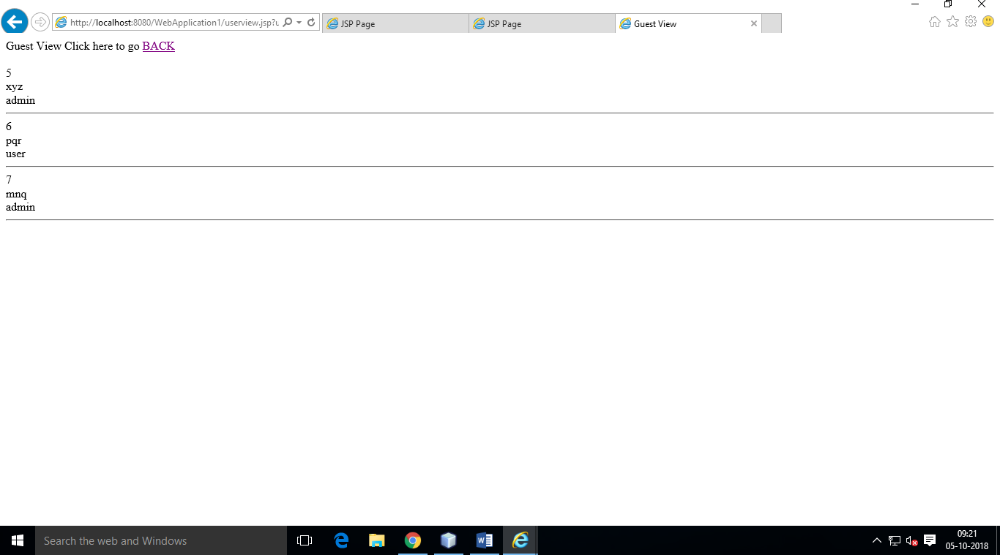 http://localhost:8080/WebApplication1/userview.jsp?u
JSP Page
JSP Page
Guest View
Guest View Click here to go BACK
5
xyz
admin
6
pqr
user
7
mnq
admin
Search the web and Windows
09:21
05-10-2018